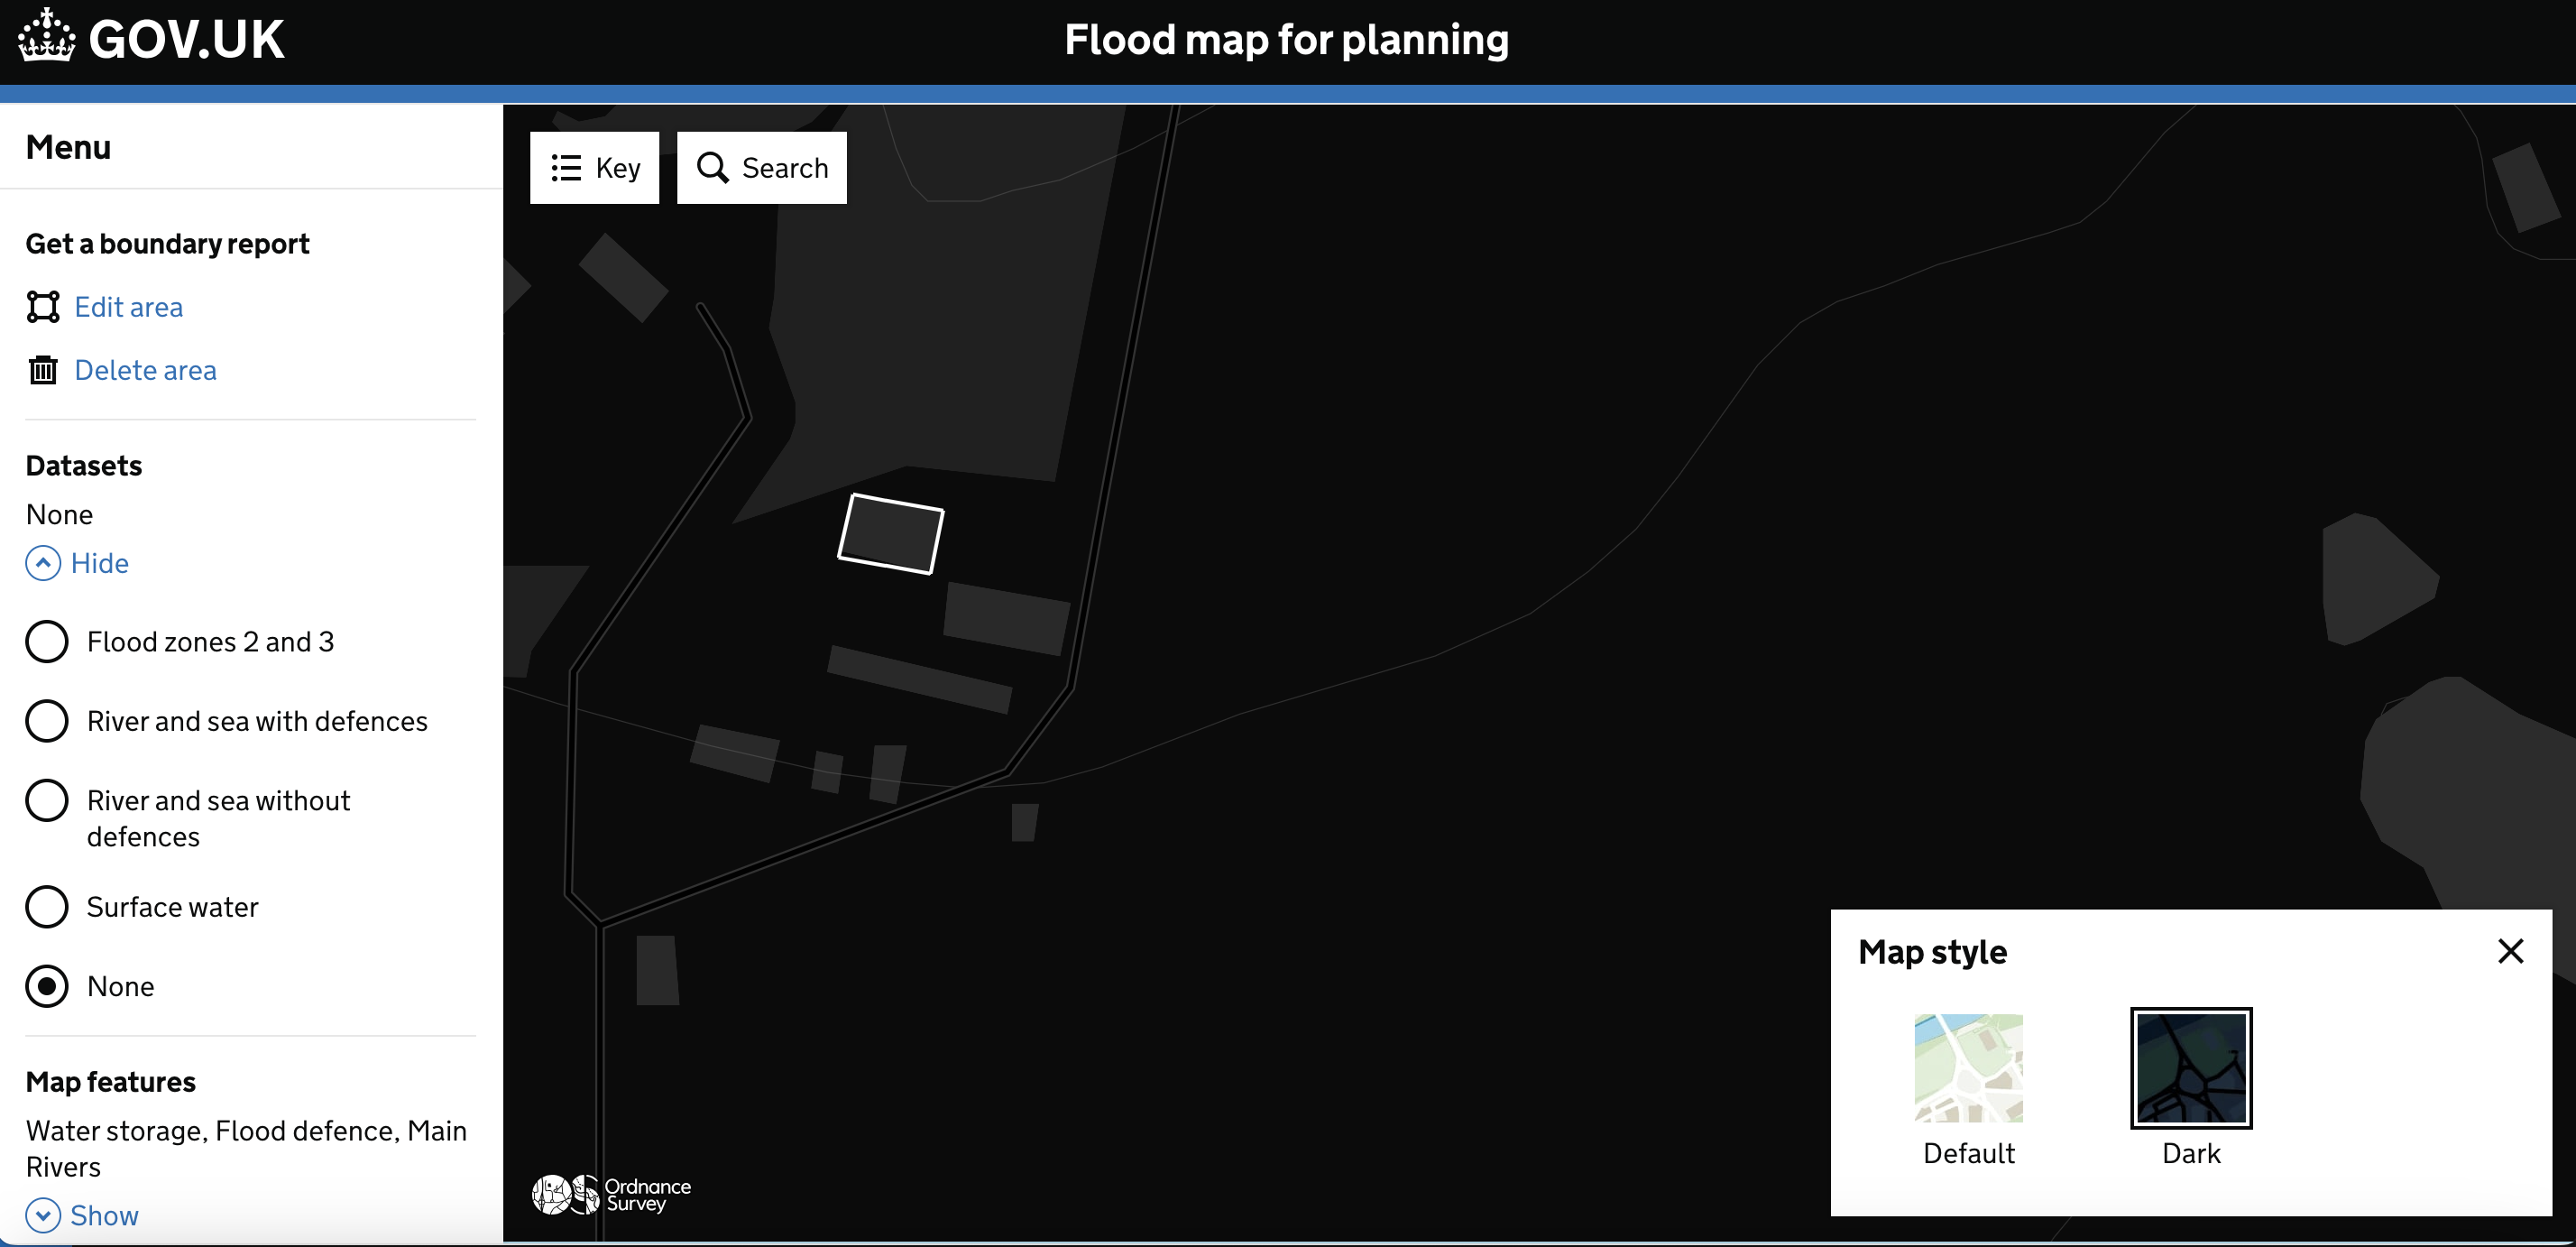 GOV.UK
Flood map for planning
Menu
Get a boundary report
Edit area
Delete area
Datasets
None
Hide
Flood zones 2 and 3
River and sea with defences
River and sea without
defences
Surface water
None
Map features
Water storage, Flood defence, Main
Rivers
Show
Key
Search
Ordnance
Survey
Map style
Default
Dark